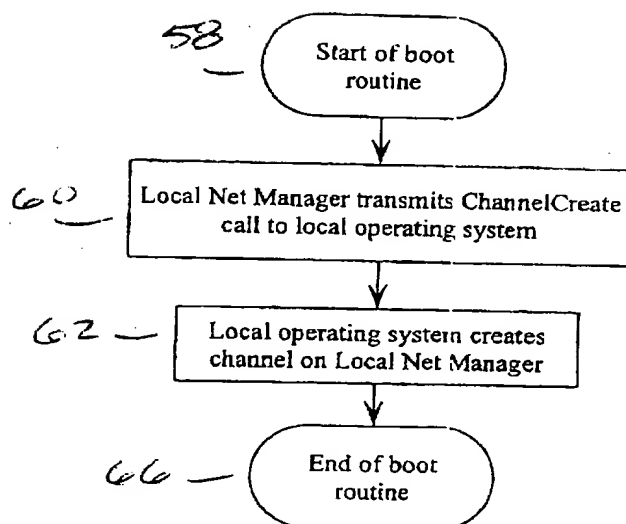 58
Start of boot
routine
60
Local Net Manager transmits ChannelCreate
call to local operating system
62
Local operating system creates
channel on Local Net Manager
66
End of boot
routine